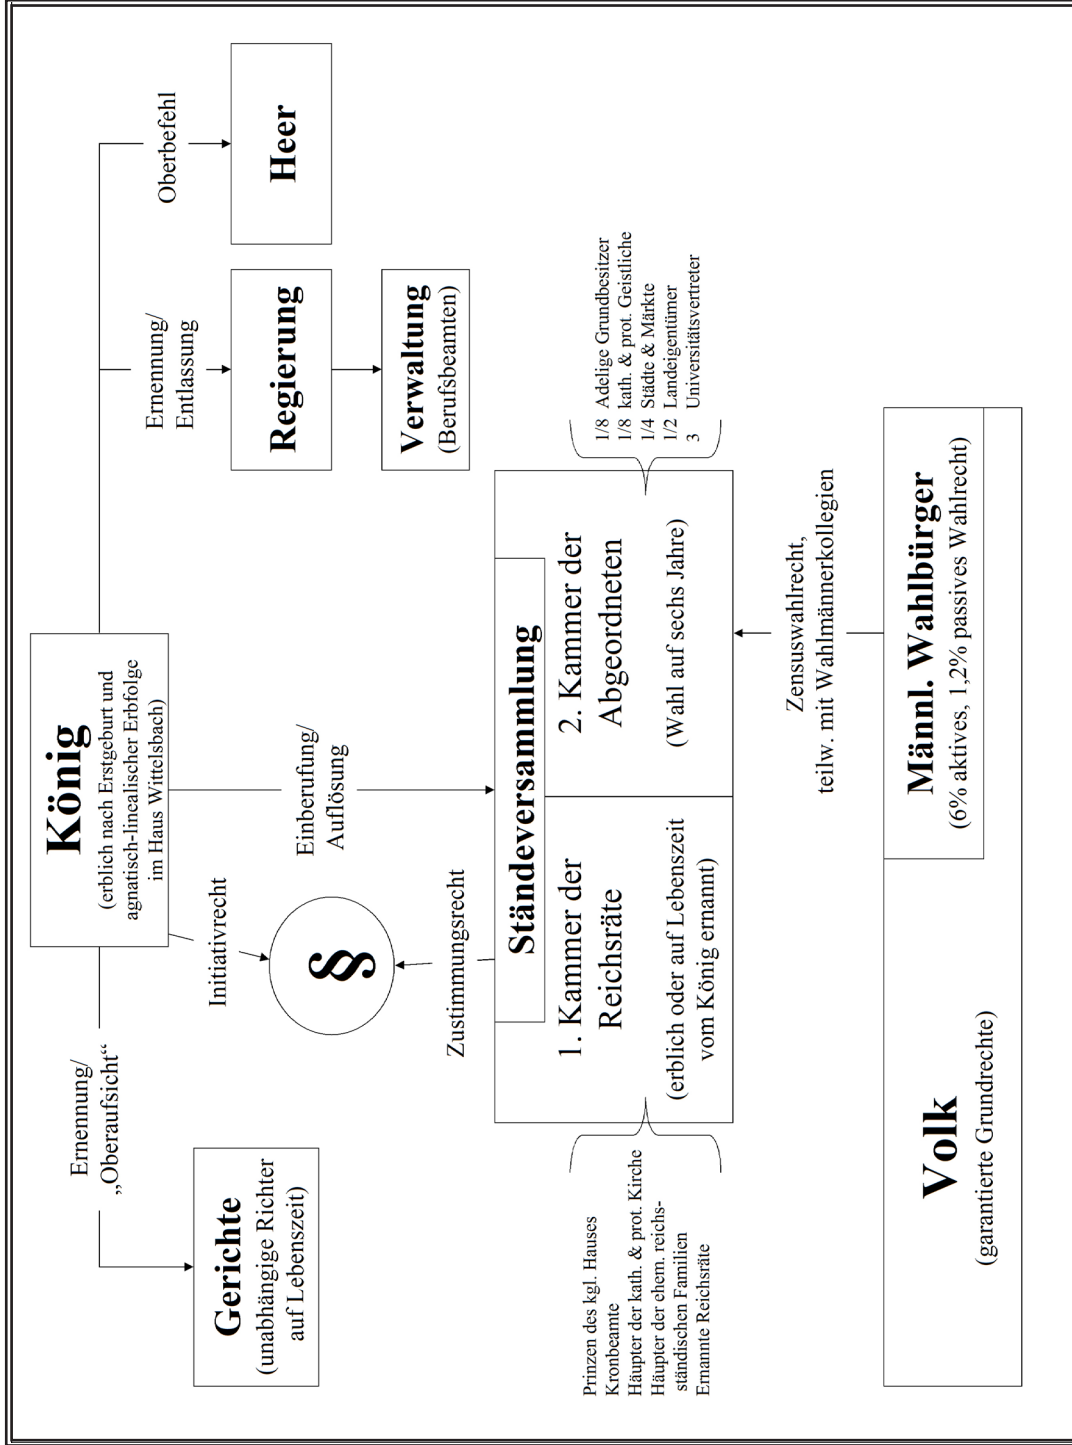 König
(erblich nach Erstgeburt und
agnatisch-linealischer Erbfolge
im Haus Wittelsbach)
Ernennung/
„Oberaufsicht“
Initiativrecht
Einberufung/
Auflösung
Ernennung/
Entlassung
Oberbefehl
Gerichte
(unabhängige Richter
auf Lebenszeit)
§
Regierung
Heer
Verwaltung
(Berufsbeamten)
Zustimmungsrecht
Ständeversammlung
1. Kammer der
Reichsräte
(erblich oder auf Lebenszeit
vom König ernannt)
2. Kammer der
Abgeordneten
(Wahl auf sechs Jahre)
Prinzen des kgl. Hauses
Kronbeamte
Häupter der kath. & prot. Kirche
Häupter der ehem. reichs-
ständischen Familien
Ernannte Reichsräte
1/8 Adelige Grundbesitzer
1/8 kath. & prot. Geistliche
1/4 Städte & Märkte
1/2 Landeigentümer
3 Universitätsvertreter
Zensuswahlrecht,
teilw. mit Wahlmännerkollegien
Volk
(garantierte Grundrechte)
Männl. Wahlbürger
(6% aktives, 1,2% passives Wahlrecht)